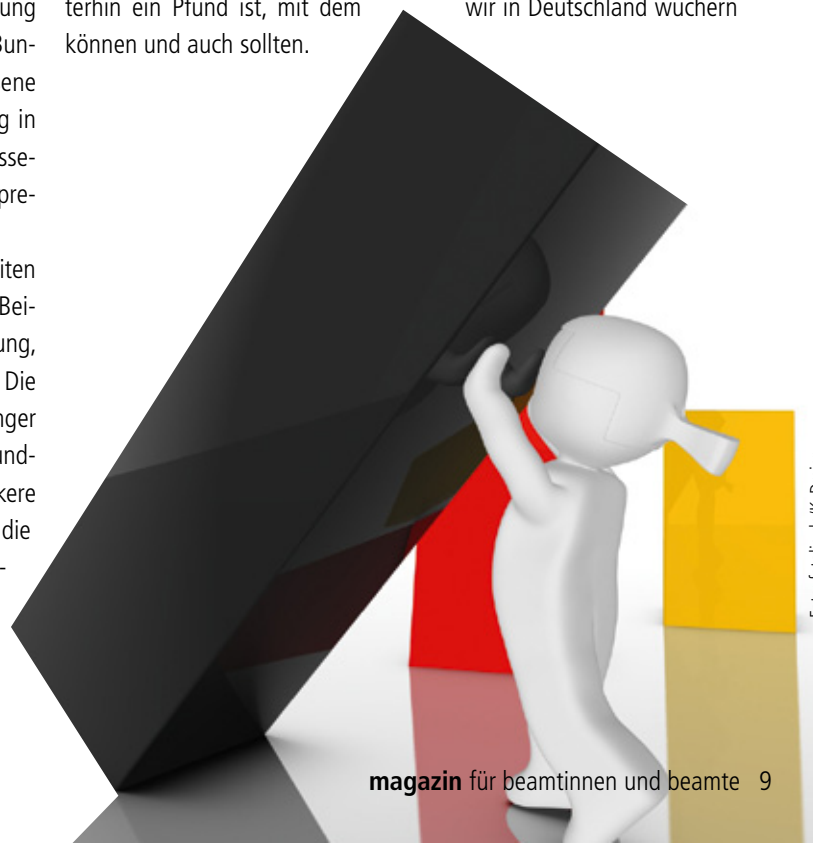 ung
Bun-
ene
g in
sse-
pre-
iten
Bei-
ung,
Die
nger
und-
kere
die
-
terhin ein Pfund ist, mit dem
können und auch sollten.
wir in Deutschland wuchern
magazin für beamtinnen und beamte 9